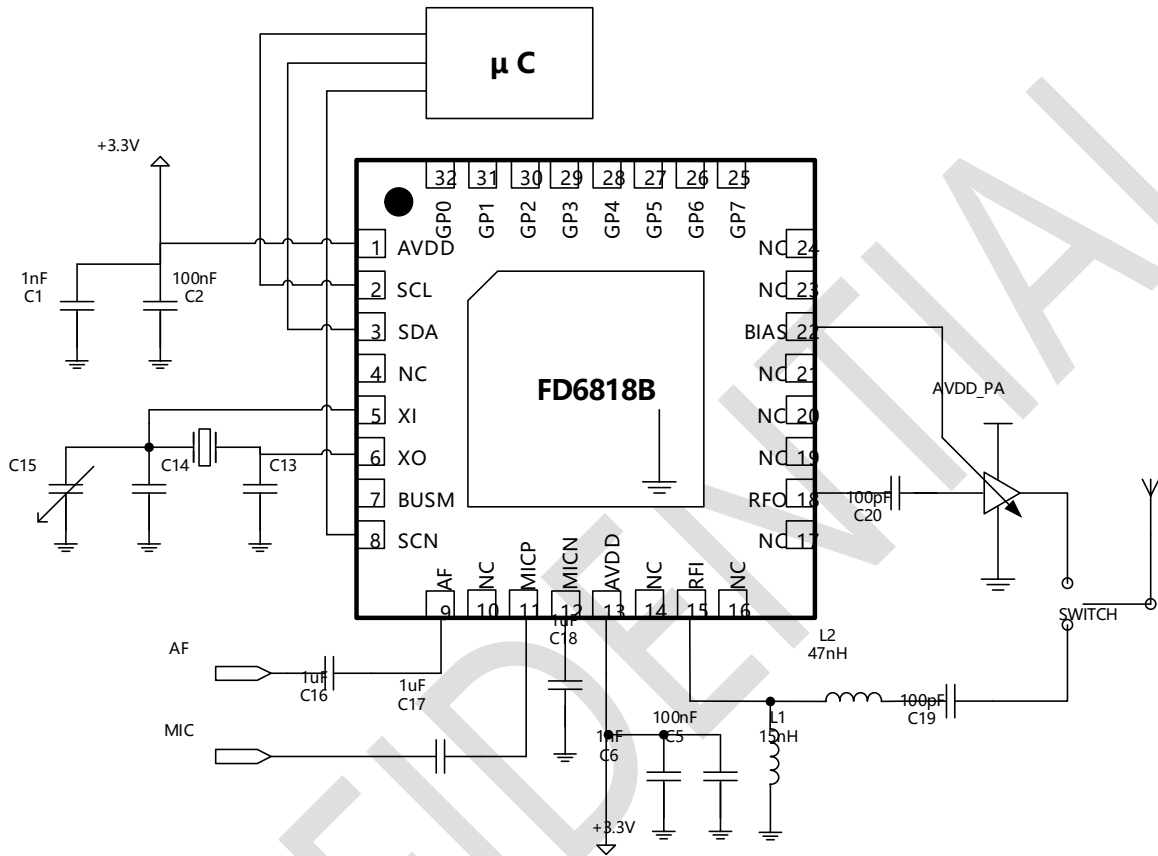 μ C
+3.3V
32 31 30 29 28 27 26 25
GP0 GP1 GP2 GP3 GP4 GP5 GP6 GP7
1 AVDD
2 SCL
3 SDA
4 NC
5 XI
6 XO
7 BUSM
8 SCN
NC 24
NC 23
BIAS 22
NC 21
NC 20
NC 19
RFO 18
NC 17
FD6818B
1nF
C1
100nF
C2
C15
C14
C13
AVDD_PA
100pF
C20
AF NC MICP MICN AVDD NC RFI NC
9 10 11 12 13 14 15 16
SWITCH
1uF
C18
L2
47nH
AF
1uF
C16
1uF
C17
100pF
C19
MIC
100nF
C5
1nF
C6
L1
15nH
+3.3V
FIDENTIAL